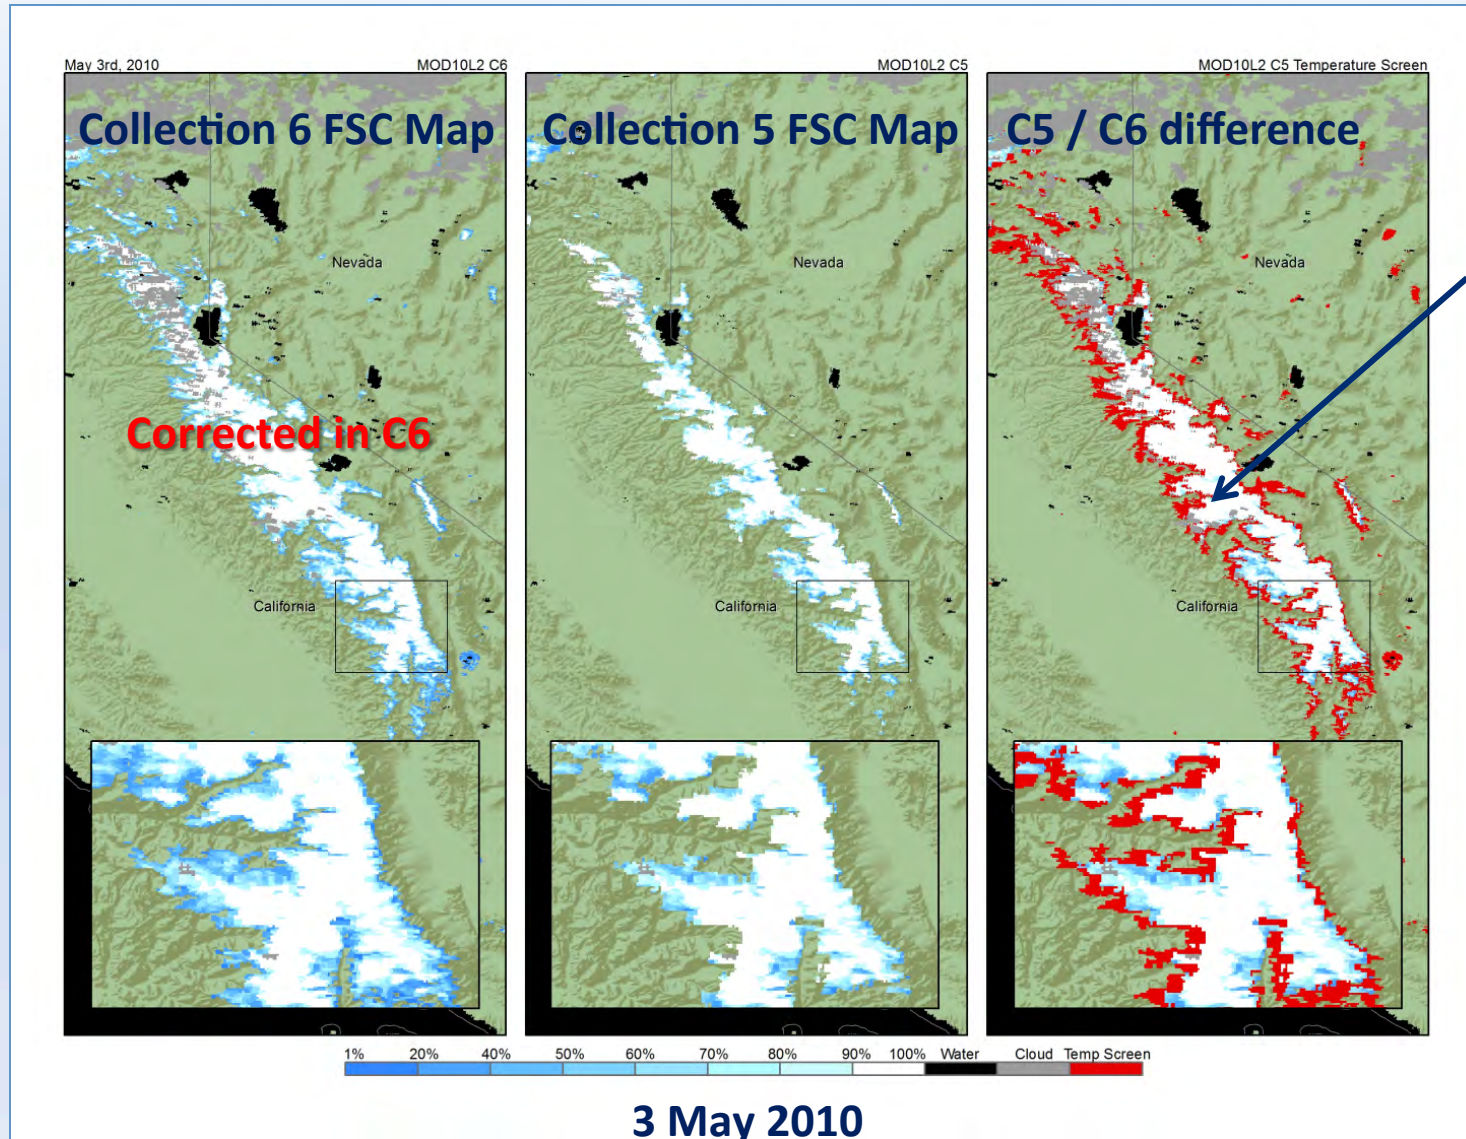 May 3rd, 2010 MOD10L2 C6 MOD10L2 C5 MOD10L2 C5 Temperature Screen
Collection 6 FSC Map Collection 5 FSC Map C5 / C6 difference
Nevada Nevada Nevada
Corrected in C6
California California California
1% 20% 40% 50% 60% 70% 80% 90% 100% Water Cloud Temp Screen
3 May 2010